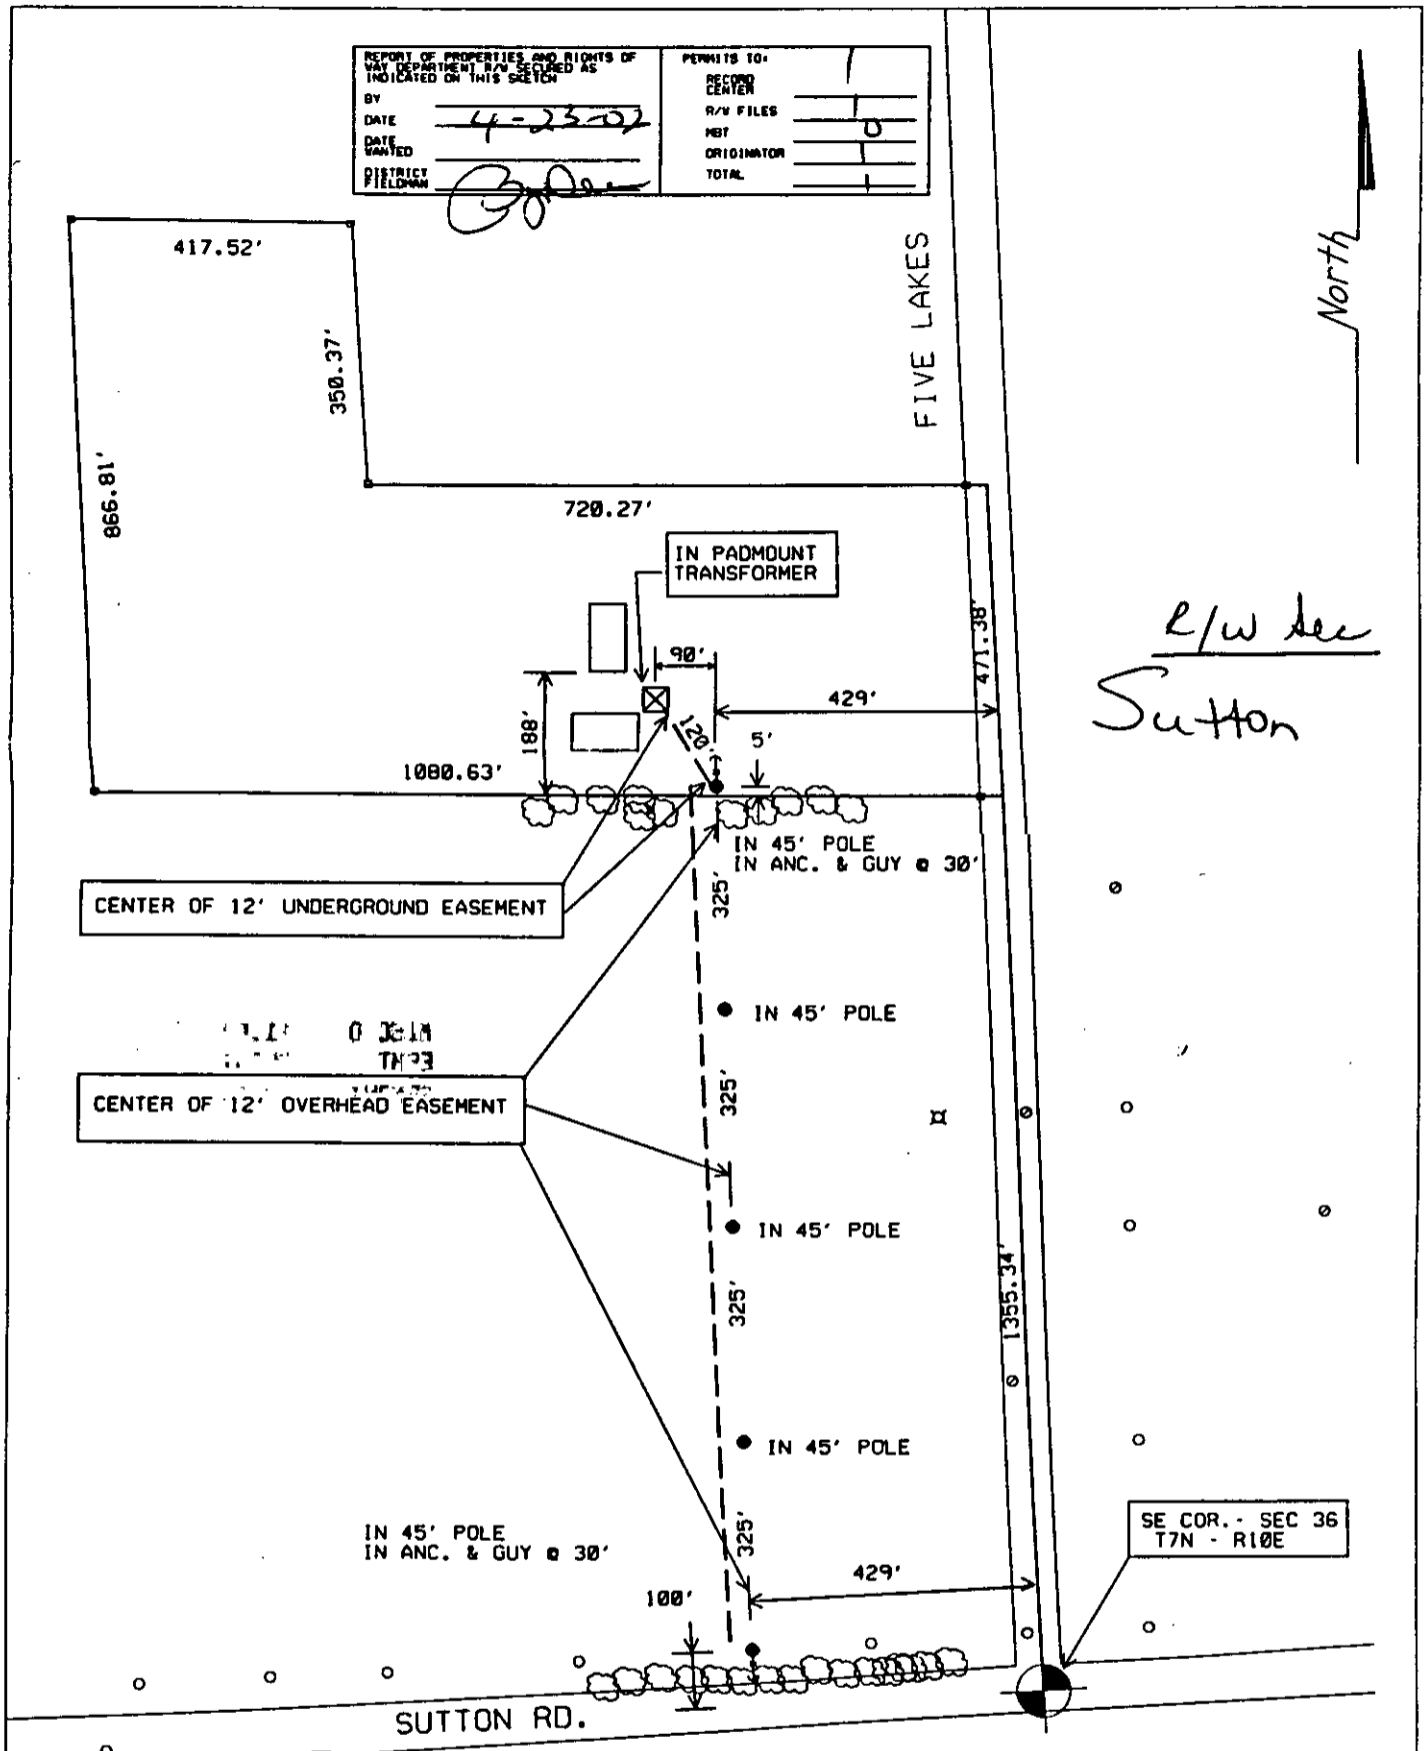 REPORT OF PROPERTIES AND RIGHTS OF
WAY DEPARTMENT R/W SECURED AS
INDICATED ON THIS SKETCH
BY
DATE 4-23-02
DATE
WANTED
DISTRICT
FIELDMAN
PERMITS TO:
RECORD
CENTER 1
R/W FILES 1
MBT 0
ORIGINATOR 1
TOTAL 1
North
417.52'
350.37'
866.81'
FIVE LAKES
720.27'
IN PADMOUNT
TRANSFORMER
471.38'
R/W Sec
Sutton
90'
429'
188'
120'
5'
1080.63'
IN 45' POLE
IN ANC. & GUY @ 30'
325'
CENTER OF 12' UNDERGROUND EASEMENT
IN 45' POLE
325'
CENTER OF 12' OVERHEAD EASEMENT
IN 45' POLE
325'
1355.34'
IN 45' POLE
325'
IN 45' POLE
IN ANC. & GUY @ 30'
SE COR. - SEC 36
T7N - R10E
429'
100'
SUTTON RD.